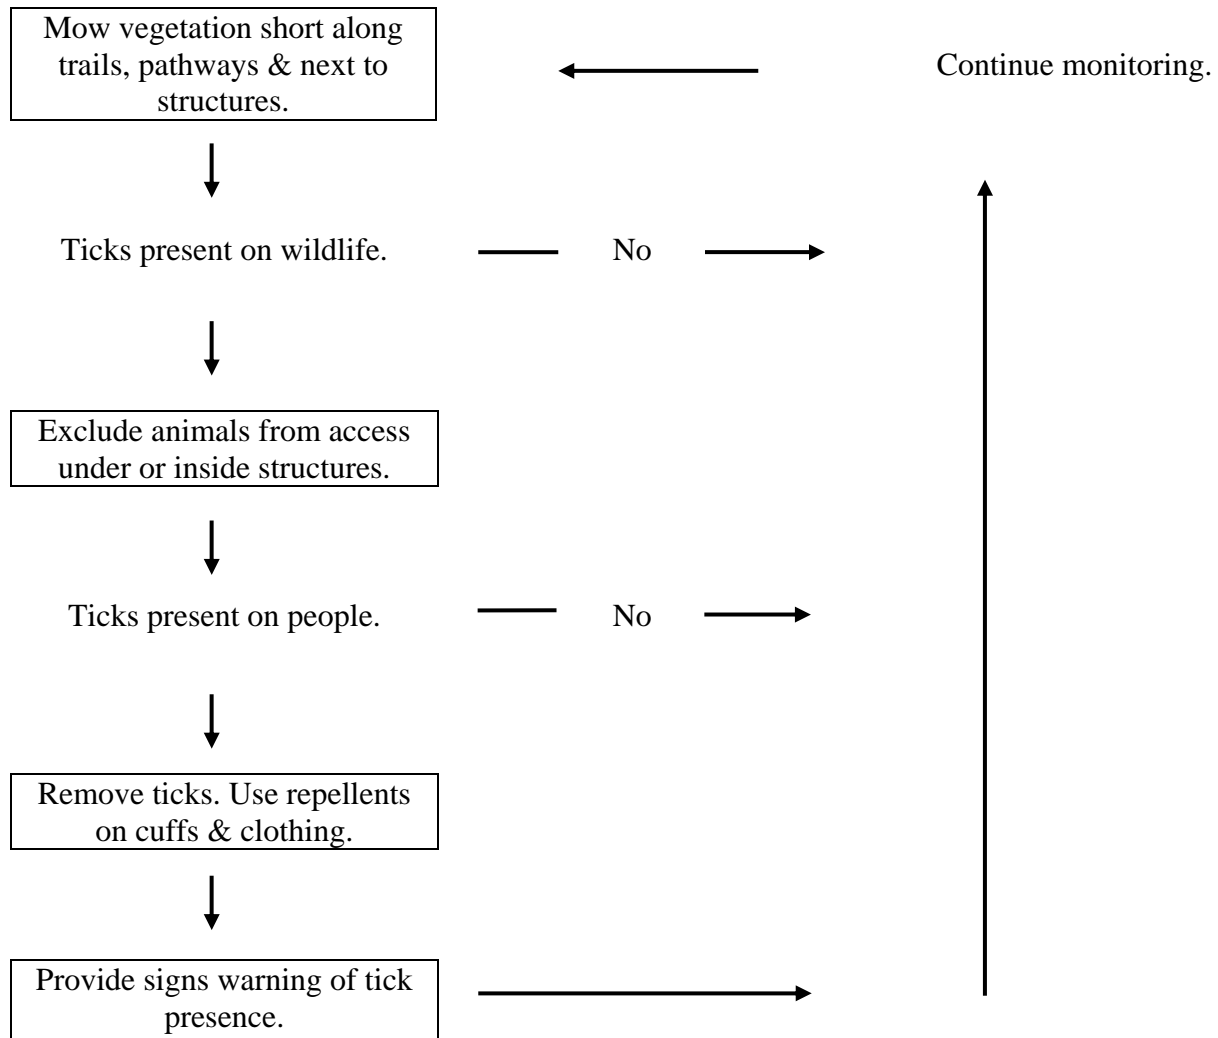 Mow vegetation short along
trails, pathways & next to
structures.
Continue monitoring.
Ticks present on wildlife.
No
Exclude animals from access
under or inside structures.
Ticks present on people.
No
Remove ticks. Use repellents
on cuffs & clothing.
Provide signs warning of tick
presence.